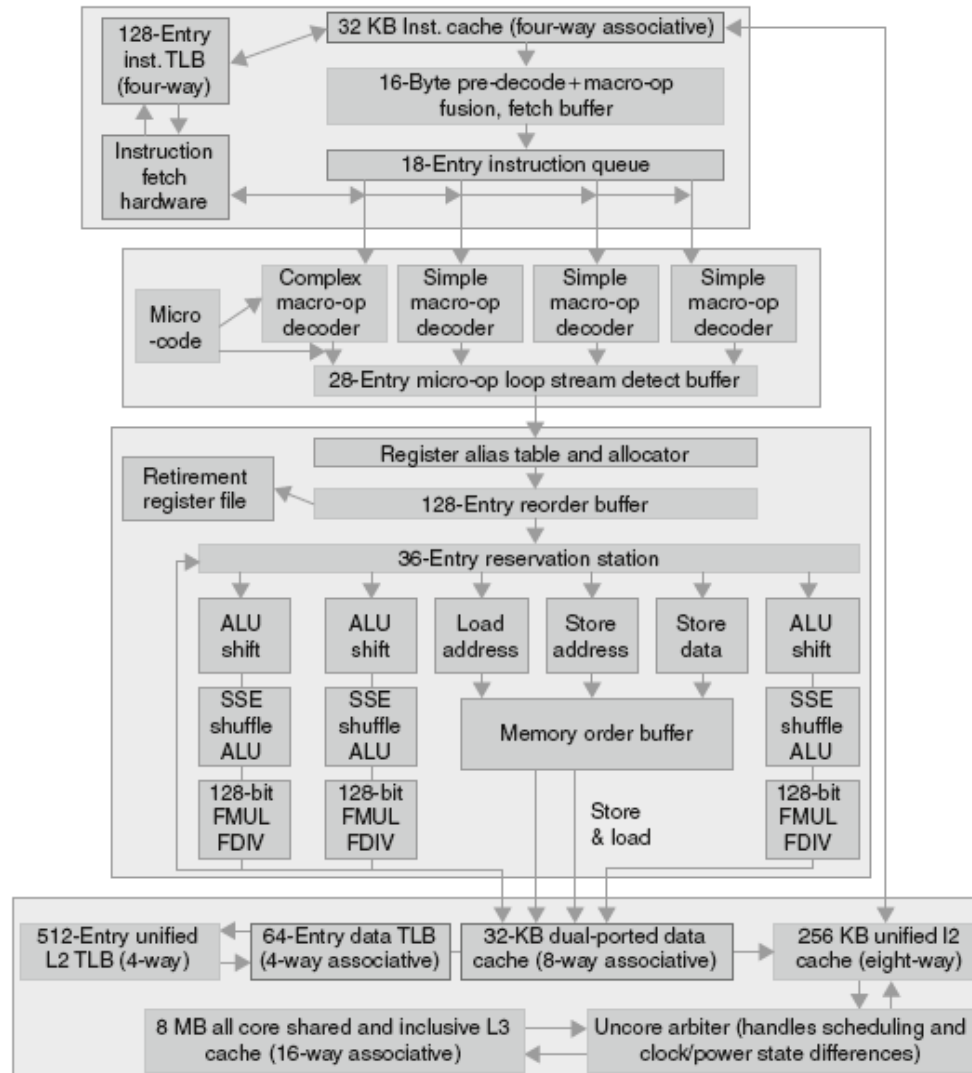 128-Entry
inst. TLB
(four-way)
32 KB Inst. cache (four-way associative)
16-Byte pre-decode+macro-op
fusion, fetch buffer
Instruction
fetch
hardware
18-Entry instruction queue
Micro
-code
Complex
macro-op
decoder
Simple
macro-op
decoder
Simple
macro-op
decoder
Simple
macro-op
decoder
28-Entry micro-op loop stream detect buffer
Register alias table and allocator
Retirement
register file
128-Entry reorder buffer
36-Entry reservation station
ALU
shift
ALU
shift
Load
address
Store
address
Store
data
ALU
shift
SSE
shuffle
ALU
SSE
shuffle
ALU
Memory order buffer
SSE
shuffle
ALU
128-bit
FMUL
FDIV
128-bit
FMUL
FDIV
Store
& load
128-bit
FMUL
FDIV
512-Entry unified
L2 TLB (4-way)
64-Entry data TLB
(4-way associative)
32-KB dual-ported data
cache (8-way associative)
256 KB unified l2
cache (eight-way)
8 MB all core shared and inclusive L3
cache (16-way associative)
Uncore arbiter (handles scheduling and
clock/power state differences)